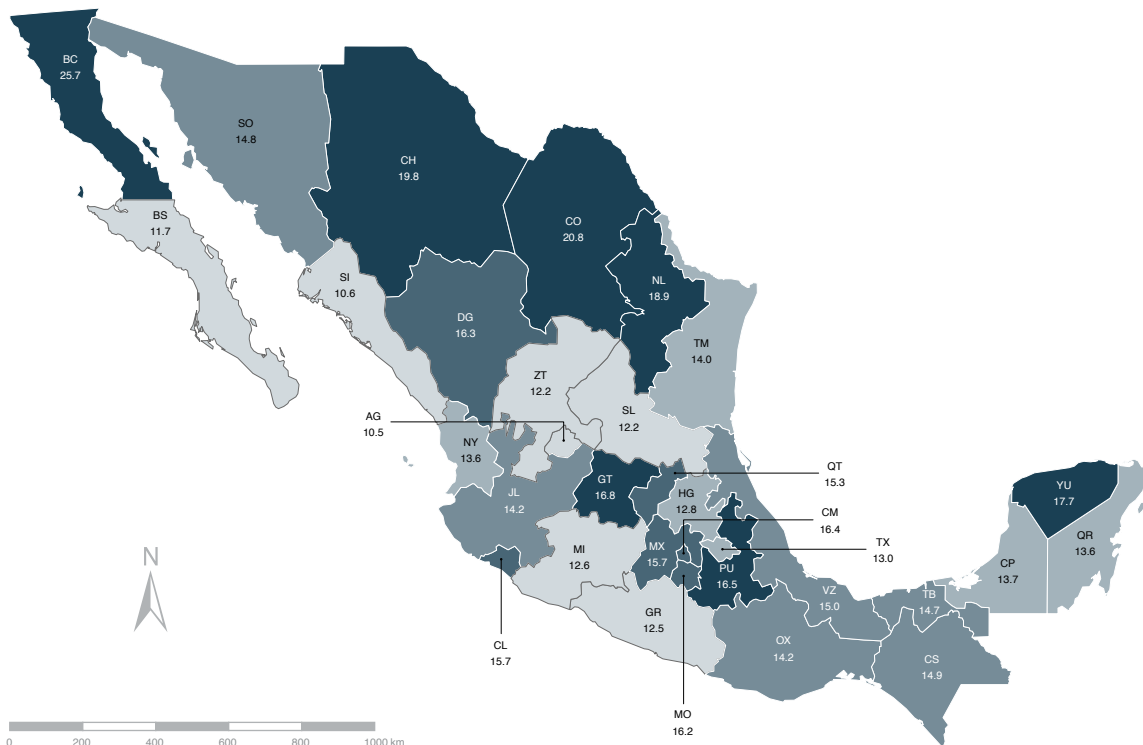 BC
25.7
SO
14.8
CH
19.8
BS
11.7
CO
20.8
SI
10.6
NL
18.9
DG
16.3
TM
14.0
ZT
12.2
SL
12.2
AG
10.5
NY
13.6
QT
15.3
GT
16.8
YU
17.7
JL
14.2
HG
12.8
CM
16.4
QR
13.6
TX
13.0
MI
12.6
MX
15.7
PU
16.5
CP
13.7
N
VZ
15.0
TB
14.7
GR
12.5
CL
15.7
OX
14.2
CS
14.9
MO
16.2
0 200 400 600 800 1000 km